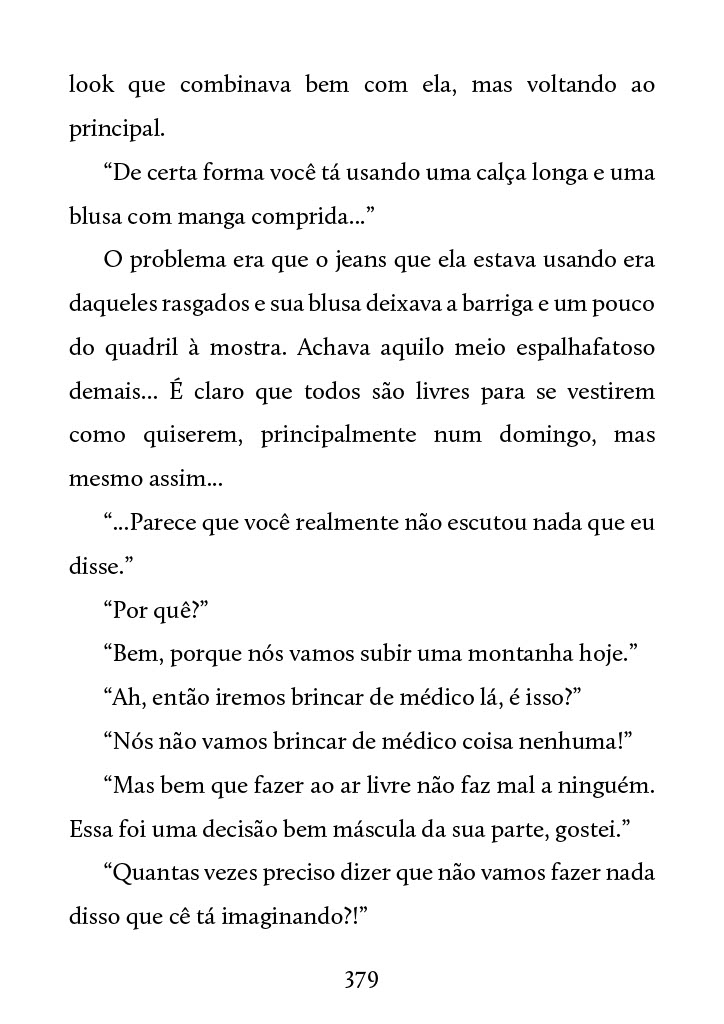 look que combinava bem com ela, mas voltando ao
principal.
“De certa forma você tá usando uma calça longa e uma
blusa com manga comprida...”
O problema era que o jeans que ela estava usando era
daqueles rasgados e sua blusa deixava a barriga e um pouco
do quadril à mostra. Achava aquilo meio espalhafatoso
demais... É claro que todos são livres para se vestirem
como quiserem, principalmente num domingo, mas
mesmo assim...
“...Parece que você realmente não escutou nada que eu
disse.”
“Por quê?”
“Bem, porque nós vamos subir uma montanha hoje.”
“Ah, então iremos brincar de médico lá, é isso?”
“Nós não vamos brincar de médico coisa nenhuma!”
“Mas bem que fazer ao ar livre não faz mal a ninguém.
Essa foi uma decisão bem máscula da sua parte, gostei.”
“Quantas vezes preciso dizer que não vamos fazer nada
disso que cê tá imaginando?!”
379